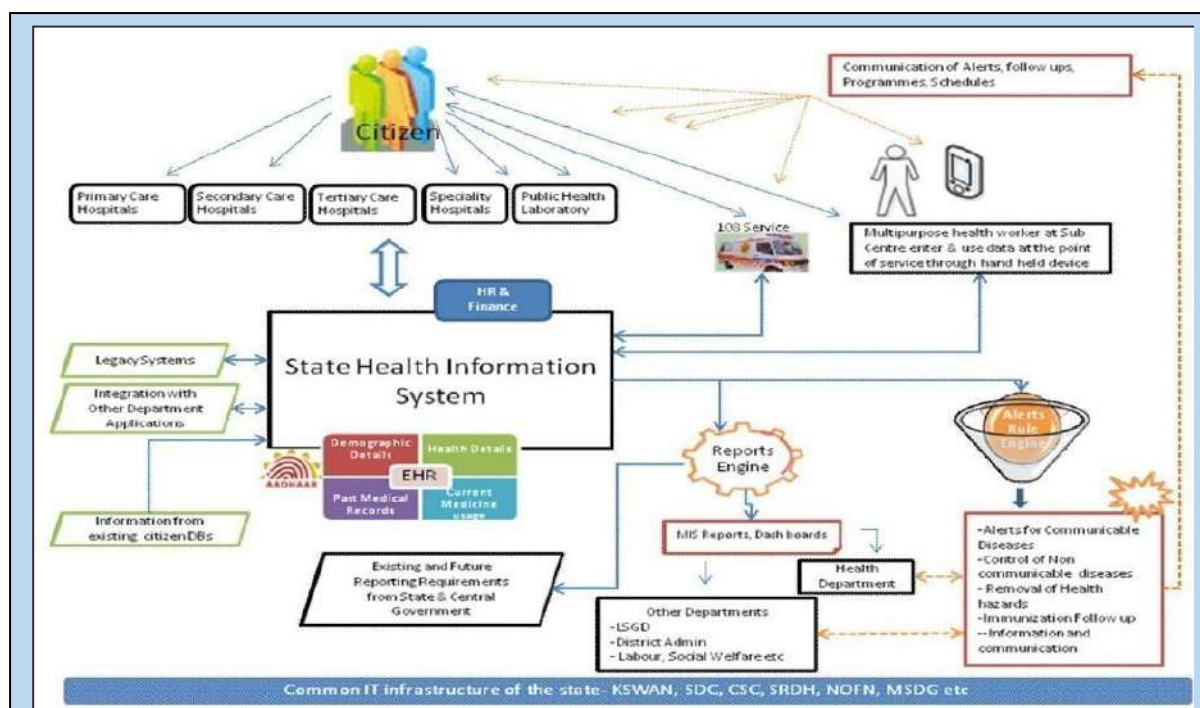 Communication of Alerts, follow ups,
Programmes, Schedules
Citizen
Primary Care
Hospitals
Secondary Care
Hospitals
Tertiary Care
Hospitals
Speciality
Hospitals
Public Health
Laboratory
108 Service
Multipurpose health worker at Sub
Centre enter & use data at the point
of service through hand held device
HR &
Finance
State Health Information
System
Legacy Systems
Integration with
Other Department
Applications
Information from
existing citizen DBs
AADHAAR
Demographic
Details
Health Details
EHR
Past Medical
Records
Current
Medicine
usage
Reports
Engine
Alerts
Rule
Engine
MIS Reports, Dash boards
Health
Department
Existing and Future
Reporting Requirements
from State & Central
Government
Other Departments
-LSGD
-District Admin
- Labour, Social Welfare etc
-Alerts for Communicable
Diseases
-Control of Non
communicable diseases
- Removal of Health
hazards
-Immunization Follow up
--Information and
communication
Common IT infrastructure of the state- KSWAN, SDC, CSC, SRDH, NOFN, MSDG etc